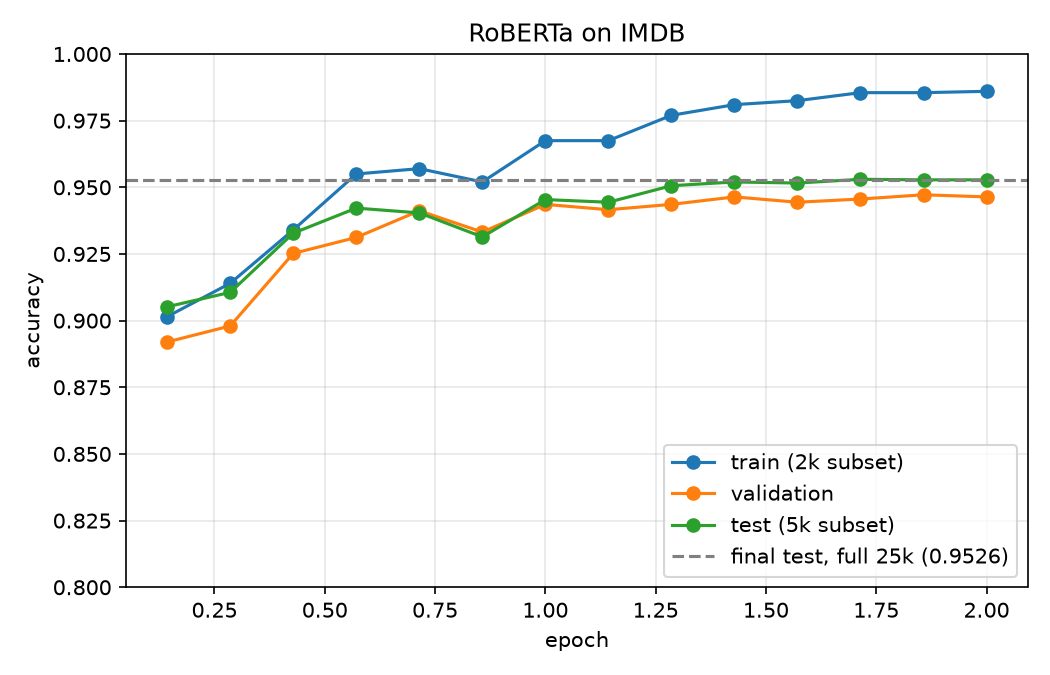 RoBERTa on IMDB
1.000
0.975
0.950
0.925
0.900
0.875
0.850
0.825
0.800
accuracy
train (2k subset)
validation
test (5k subset)
final test, full 25k (0.9526)
0.25 0.50 0.75 1.00 1.25 1.50 1.75 2.00
epoch